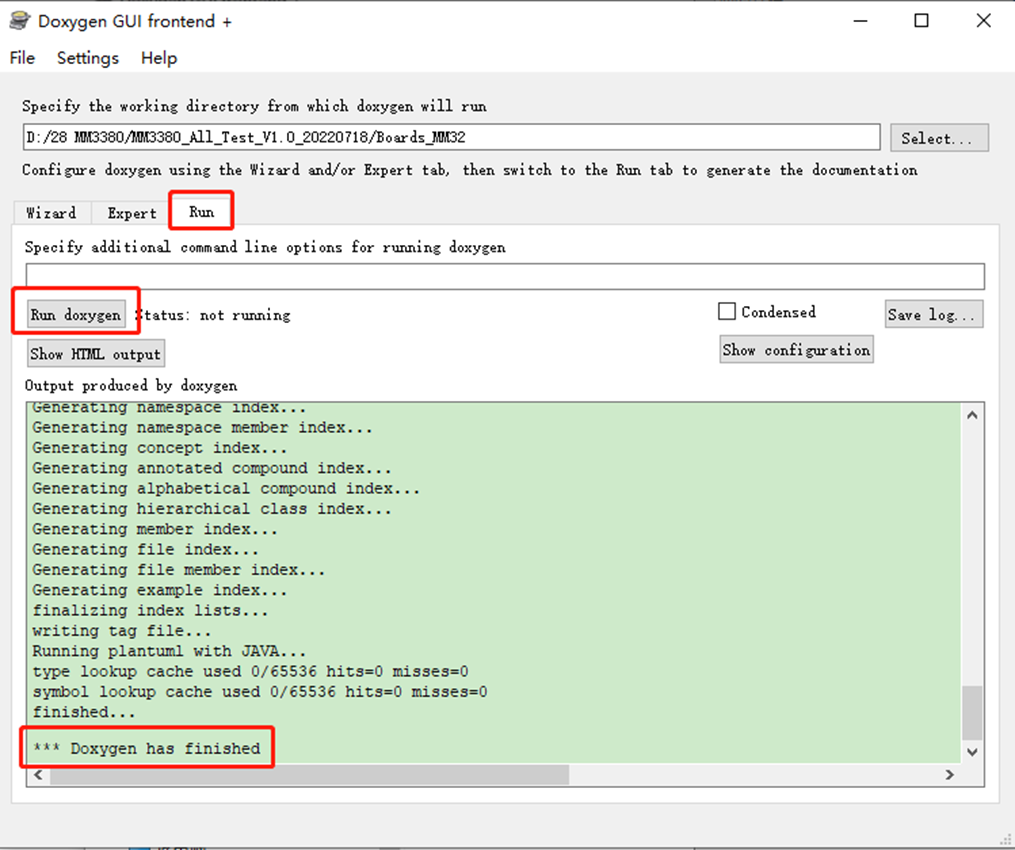 Doxygen GUI frontend +
File Settings Help
Specify the working directory from which doxygen will run
D:/28 MM3380/MM3380_All_Test_V1.0_20220718/Boards_MM32
Select...
Configure doxygen using the Wizard and/or Expert tab, then switch to the Run tab to generate the documentation
Wizard Expert Run
Specify additional command line options for running doxygen
Run doxygen Status: not running Condensed Save log...
Show HTML output Show configuration
Output produced by doxygen
Generating namespace index...
Generating namespace member index...
Generating concept index...
Generating annotated compound index...
Generating alphabetical compound index...
Generating hierarchical class index...
Generating member index...
Generating file index...
Generating file member index...
Generating example index...
finalizing index lists...
writing tag file...
Running plantuml with JAVA...
type lookup cache used 0/65536 hits=0 misses=0
symbol lookup cache used 0/65536 hits=0 misses=0
finished...
*** Doxygen has finished